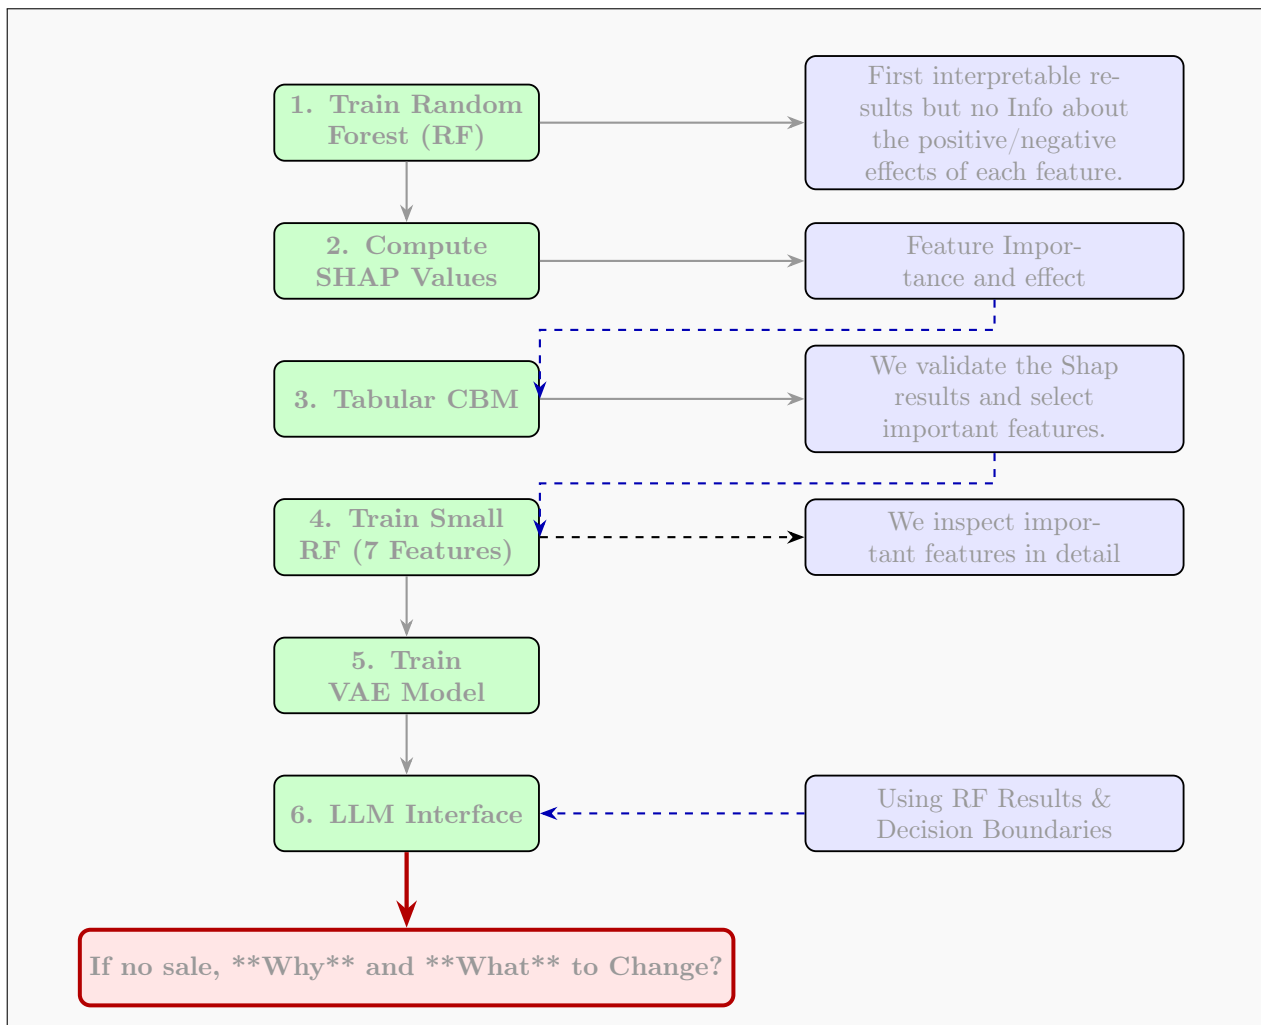 1. Train Random
Forest (RF)
First interpretable re-
sults but no Info about
the positive/negative
effects of each feature.
2. Compute
SHAP Values
Feature Impor-
tance and effect
3. Tabular CBM
We validate the Shap
results and select
important features.
4. Train Small
RF (7 Features)
We inspect impor-
tant features in detail
5. Train
VAE Model
6. LLM Interface
Using RF Results &
Decision Boundaries
If no sale, **Why** and **What** to Change?